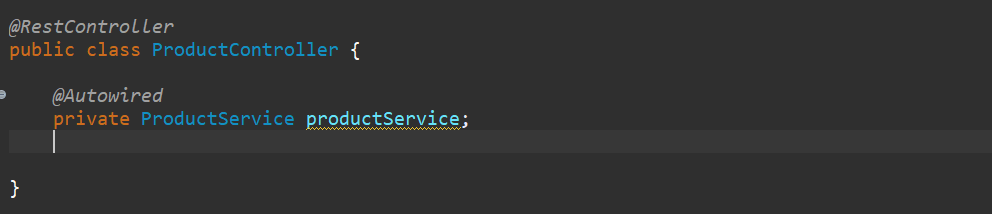 @RestController
public class ProductController {
@Autowired
private ProductService productService;
}